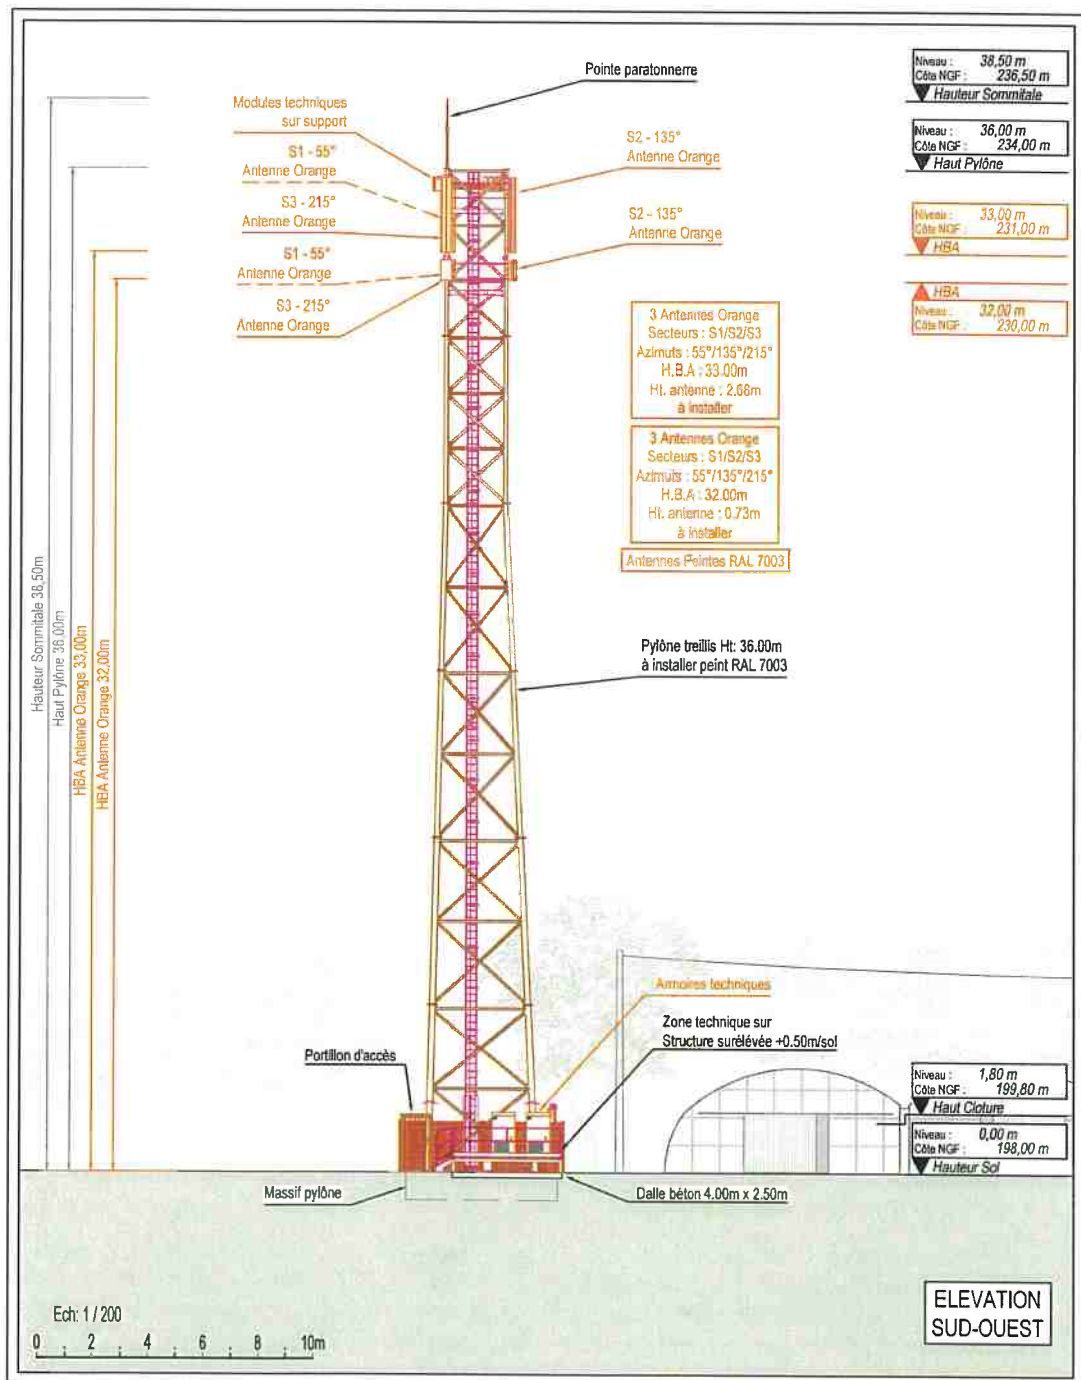 Pointe paratonnerre
Niveau : 38,50 m
Côte NGF : 236,50 m
Hauteur Sommitale
Modules techniques
sur support
Niveau : 36,00 m
Côte NGF : 234,00 m
Haut Pylône
S1 - 55°
Antenne Orange
S2 - 135°
Antenne Orange
S3 - 215°
Antenne Orange
S2 - 135°
Antenne Orange
Niveau : 33,00 m
Côte NGF : 231,00 m
HBA
S1 - 55°
Antenne Orange
HBA
Niveau : 32,00 m
Côte NGF : 230,00 m
S3 - 215°
Antenne Orange
3 Antennes Orange
Secteurs : S1/S2/S3
Azimuts : 55°/135°/215°
H.B.A : 33.00m
Ht. antenne : 2.68m
à installer
3 Antennes Orange
Secteurs : S1/S2/S3
Azimuts : 55°/135°/215°
H.B.A : 32.00m
Ht. antenne : 0.73m
à installer
Antennes Peintes RAL 7003
Hauteur Sommitale 38,50m
Haut Pylône 36,00m
HBA Antenne Orange 33,00m
HBA Antenne Orange 32,00m
Pylône treillis Ht: 36.00m
à installer peint RAL 7003
Armoires techniques
Zone technique sur
Structure surélévée +0.50m/sol
Portillon d'accès
Niveau : 1,80 m
Côte NGF : 199,80 m
Haut Cloture
Niveau : 0,00 m
Côte NGF : 198,00 m
Hauteur Sol
Massif pylône
Dalle béton 4.00m x 2.50m
Ech: 1 / 200
0 2 4 6 8 10m
ELEVATION
SUD-OUEST